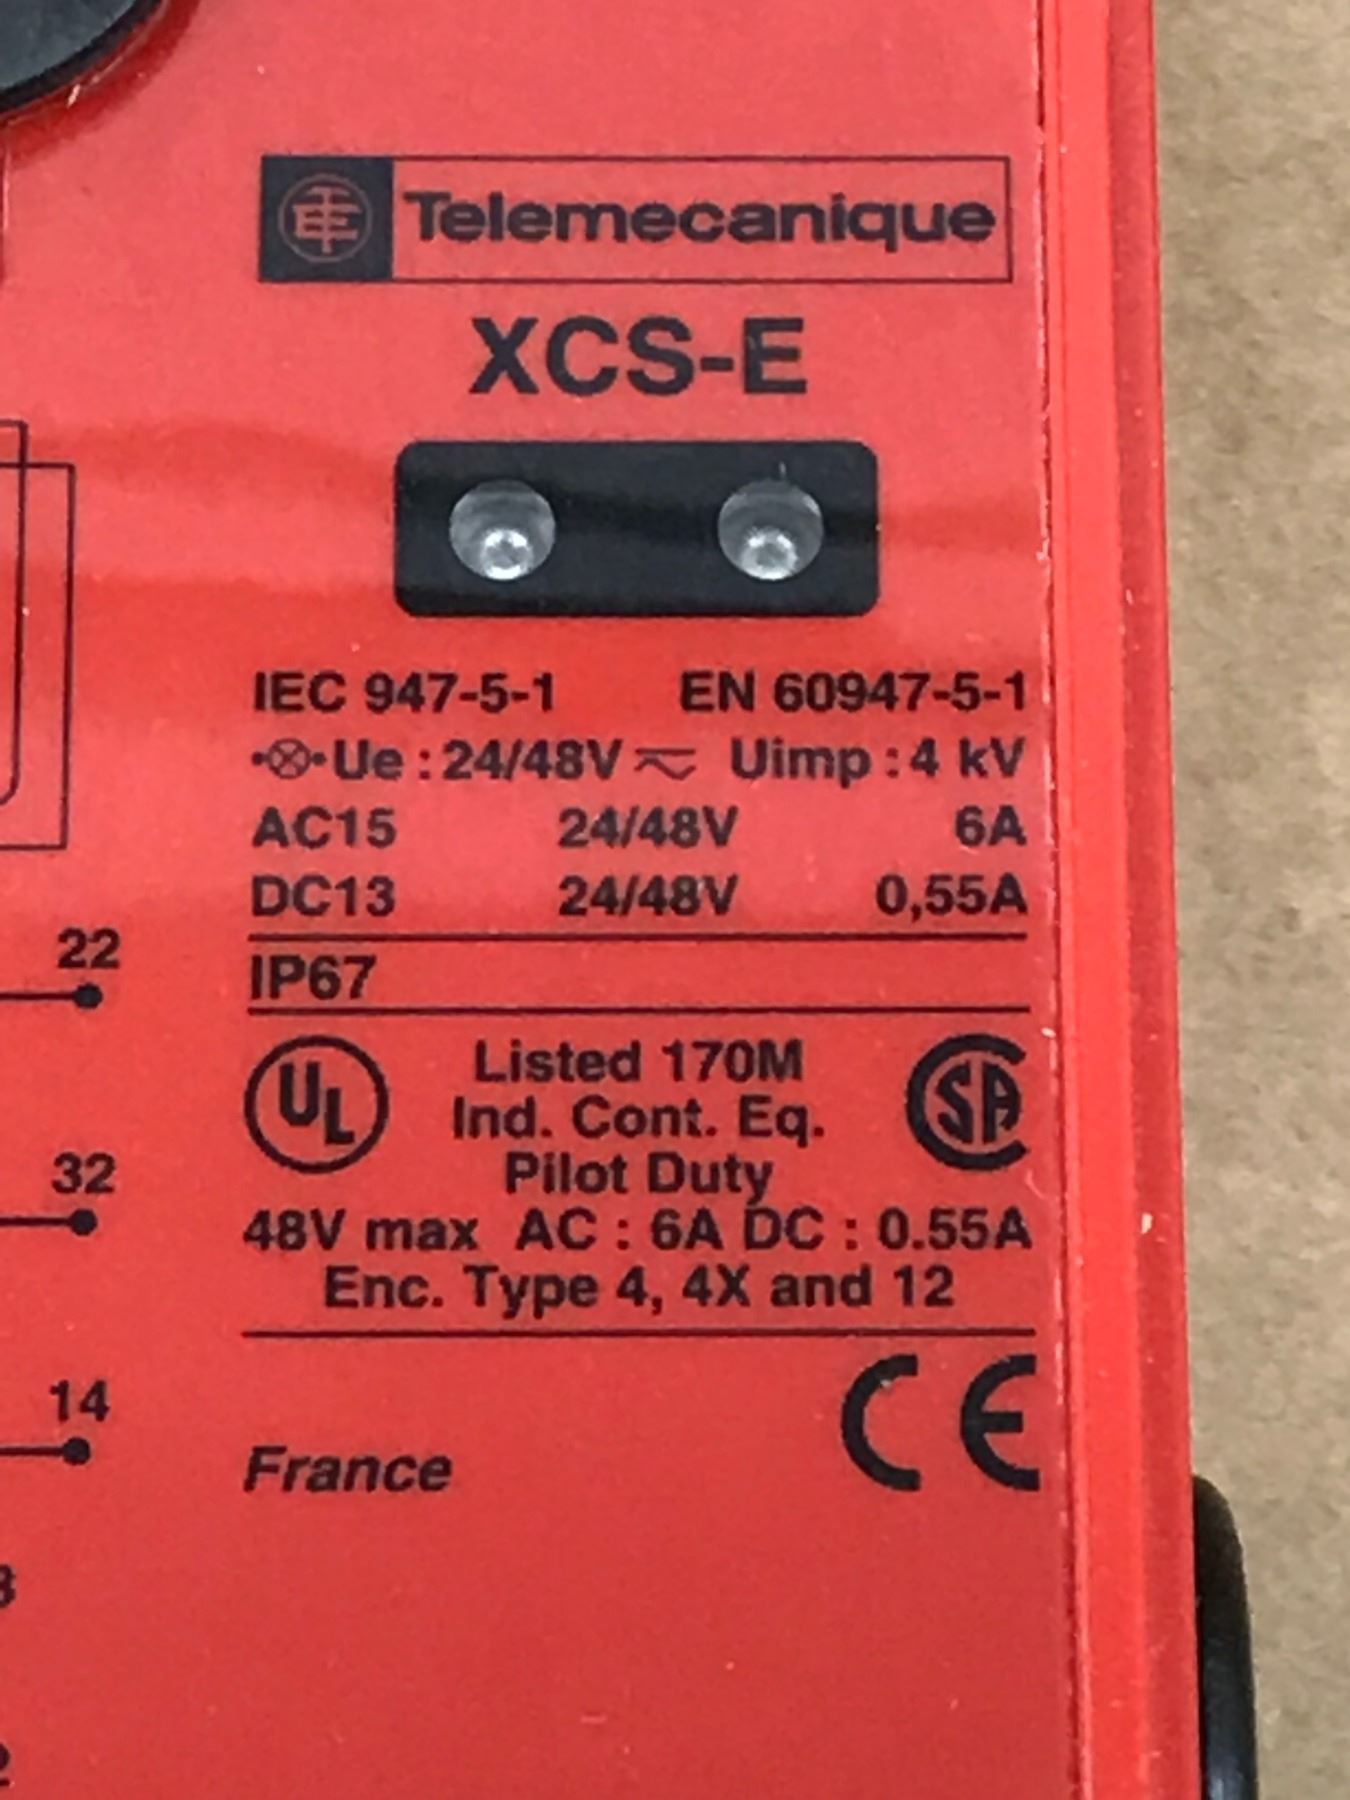 Telemecanique
XCS-E
IEC 947-5-1 EN 60947-5-1
Ue : 24/48V Uimp : 4 kV
AC15 24/48V 6A
DC13 24/48V 0,55A
22
IP67
UL Listed 170M SA
Ind. Cont. Eq.
Pilot Duty
32
48V max AC : 6A DC : 0.55A
Enc. Type 4, 4X and 12
14
CE
France